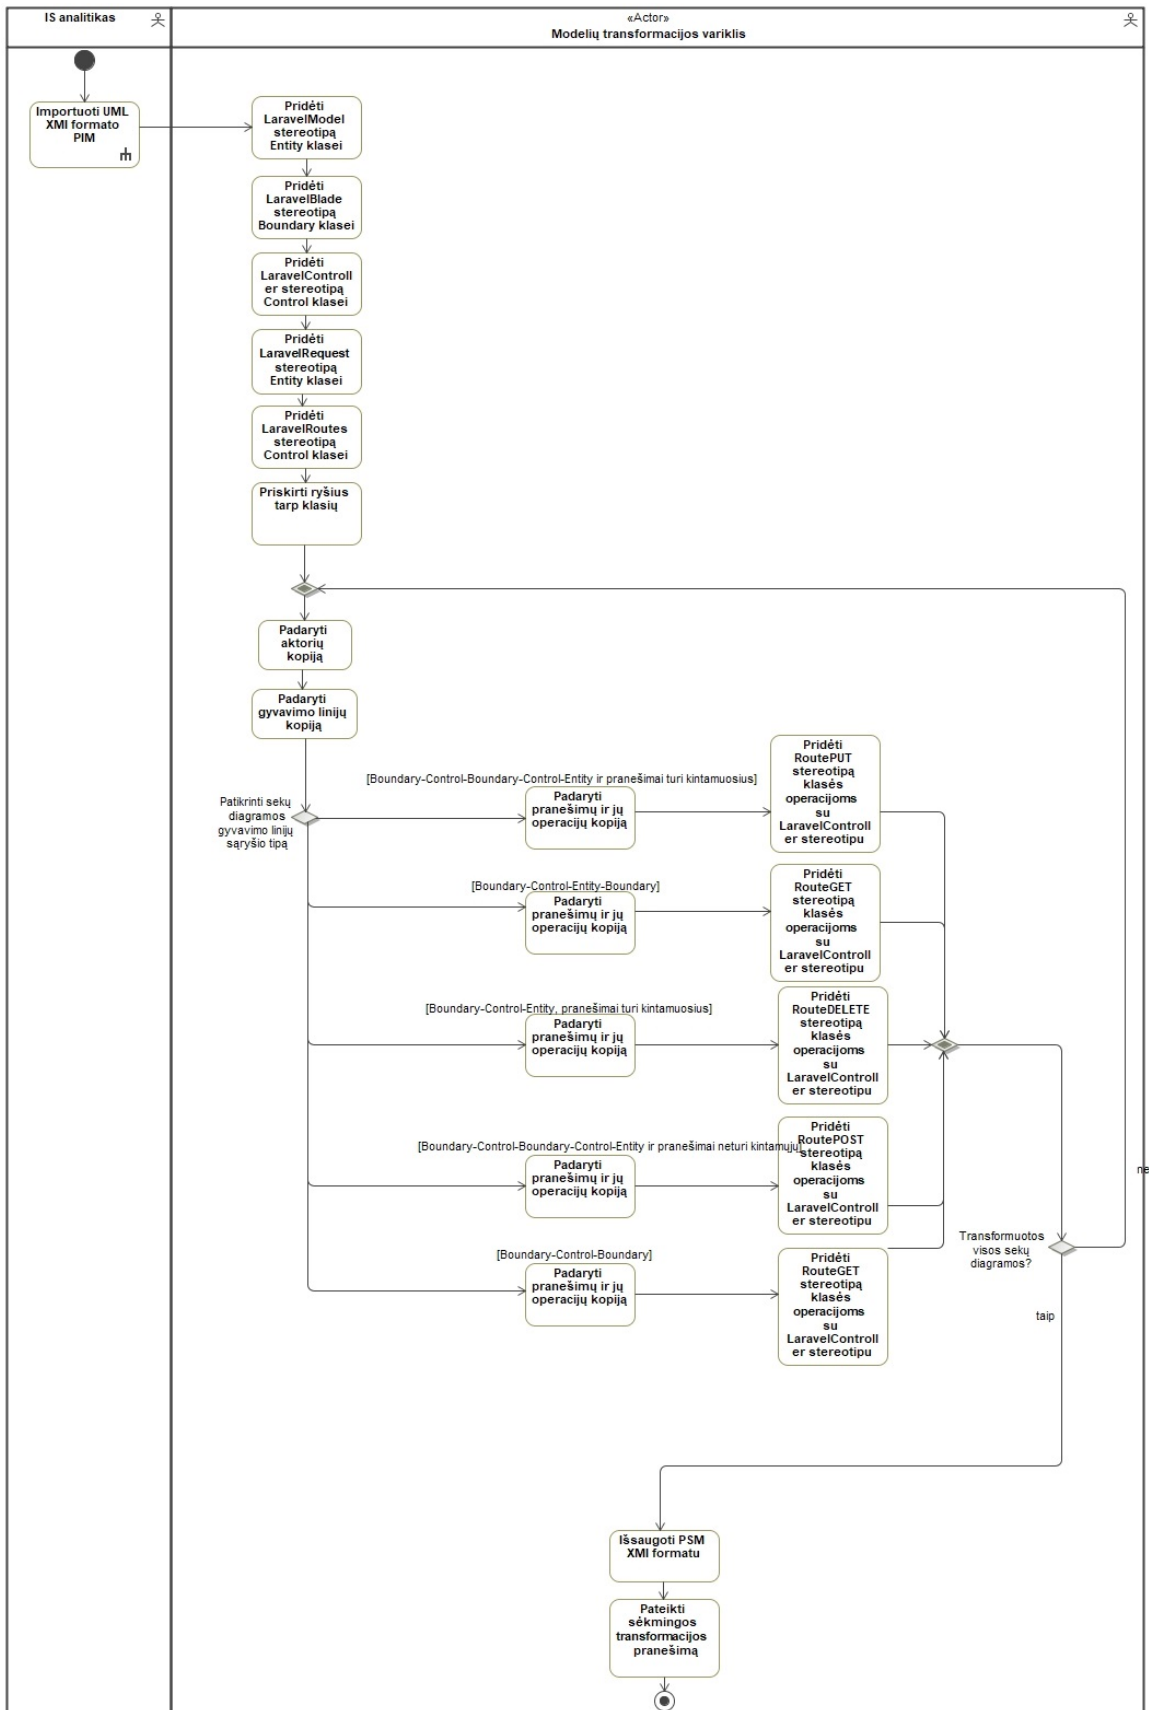 IS analitikas
«Actor»
Modelių transformacijos variklis
Importuoti UML
XMI formato
PIM
Pridėti
LaravelModel
stereotipą
Entity klasei
Pridėti
LaravelBlade
stereotipą
Boundary klasei
Pridėti
LaravelControll
er stereotipą
Control klasei
Pridėti
LaravelRequest
stereotipą
Entity klasei
Pridėti
LaravelRoutes
stereotipą
Control klasei
Priskirti ryšius
tarp klasių
Padaryti
aktorių
kopiją
Padaryti
gyvavimo linijų
kopiją
Patikrinti sekų
diagramos
gyvavimo linijų
sąryšio tipą
[Boundary-Control-Boundary-Control-Entity ir pranešimai turi kintamuosius]
Padaryti
pranešimų ir jų
operacijų kopiją
Pridėti
RoutePUT
stereotipą
klasės
operacijoms
su
LaravelControll
er stereotipu
[Boundary-Control-Entity-Boundary]
Padaryti
pranešimų ir jų
operacijų kopiją
Pridėti
RouteGET
stereotipą
klasės
operacijoms
su
LaravelControll
er stereotipu
[Boundary-Control-Entity, pranešimai turi kintamuosius]
Padaryti
pranešimų ir jų
operacijų kopiją
Pridėti
RouteDELETE
stereotipą
klasės
operacijoms
su
LaravelControll
er stereotipu
[Boundary-Control-Boundary-Control-Entity ir pranešimai neturi kintamųjų]
Padaryti
pranešimų ir jų
operacijų kopiją
Pridėti
RoutePOST
stereotipą
klasės
operacijoms
su
LaravelControll
er stereotipu
[Boundary-Control-Boundary]
Padaryti
pranešimų ir jų
operacijų kopiją
Pridėti
RouteGET
stereotipą
klasės
operacijoms
su
LaravelControll
er stereotipu
Transformuotos
visos sekų
diagramos?
ne
taip
Išsaugoti PSM
XMI formatu
Pateikti
sėkmingos
transformacijos
pranešimą